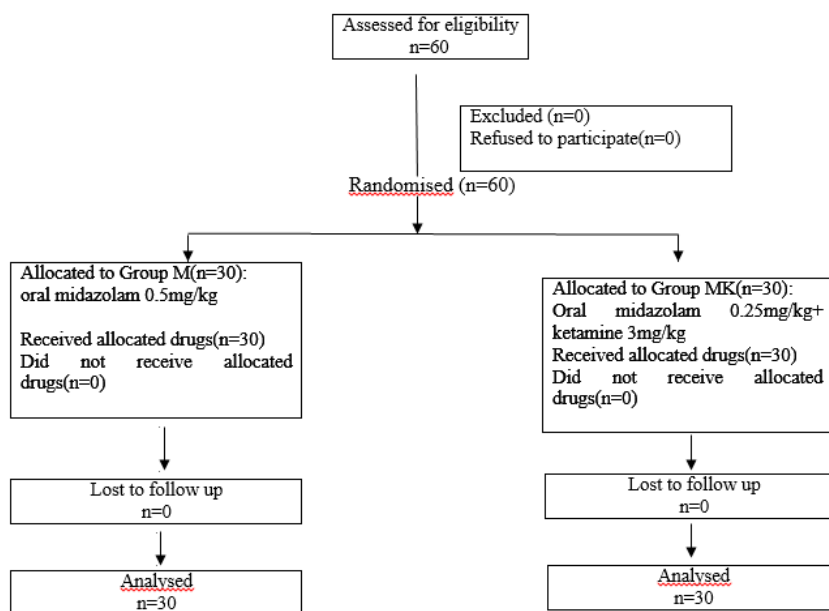 Assessed for eligibility
n=60
Excluded (n=0)
Refused to participate(n=0)
Randomised (n=60)
Allocated to Group M(n=30):
oral midazolam 0.5mg/kg
Received allocated drugs(n=30)
Did not receive allocated
drugs(n=0)
Allocated to Group MK(n=30):
Oral midazolam 0.25mg/kg+
ketamine 3mg/kg
Received allocated drugs(n=30)
Did not receive allocated
drugs(n=0)
Lost to follow up
n=0
Lost to follow up
n=0
Analysed
n=30
Analysed
n=30